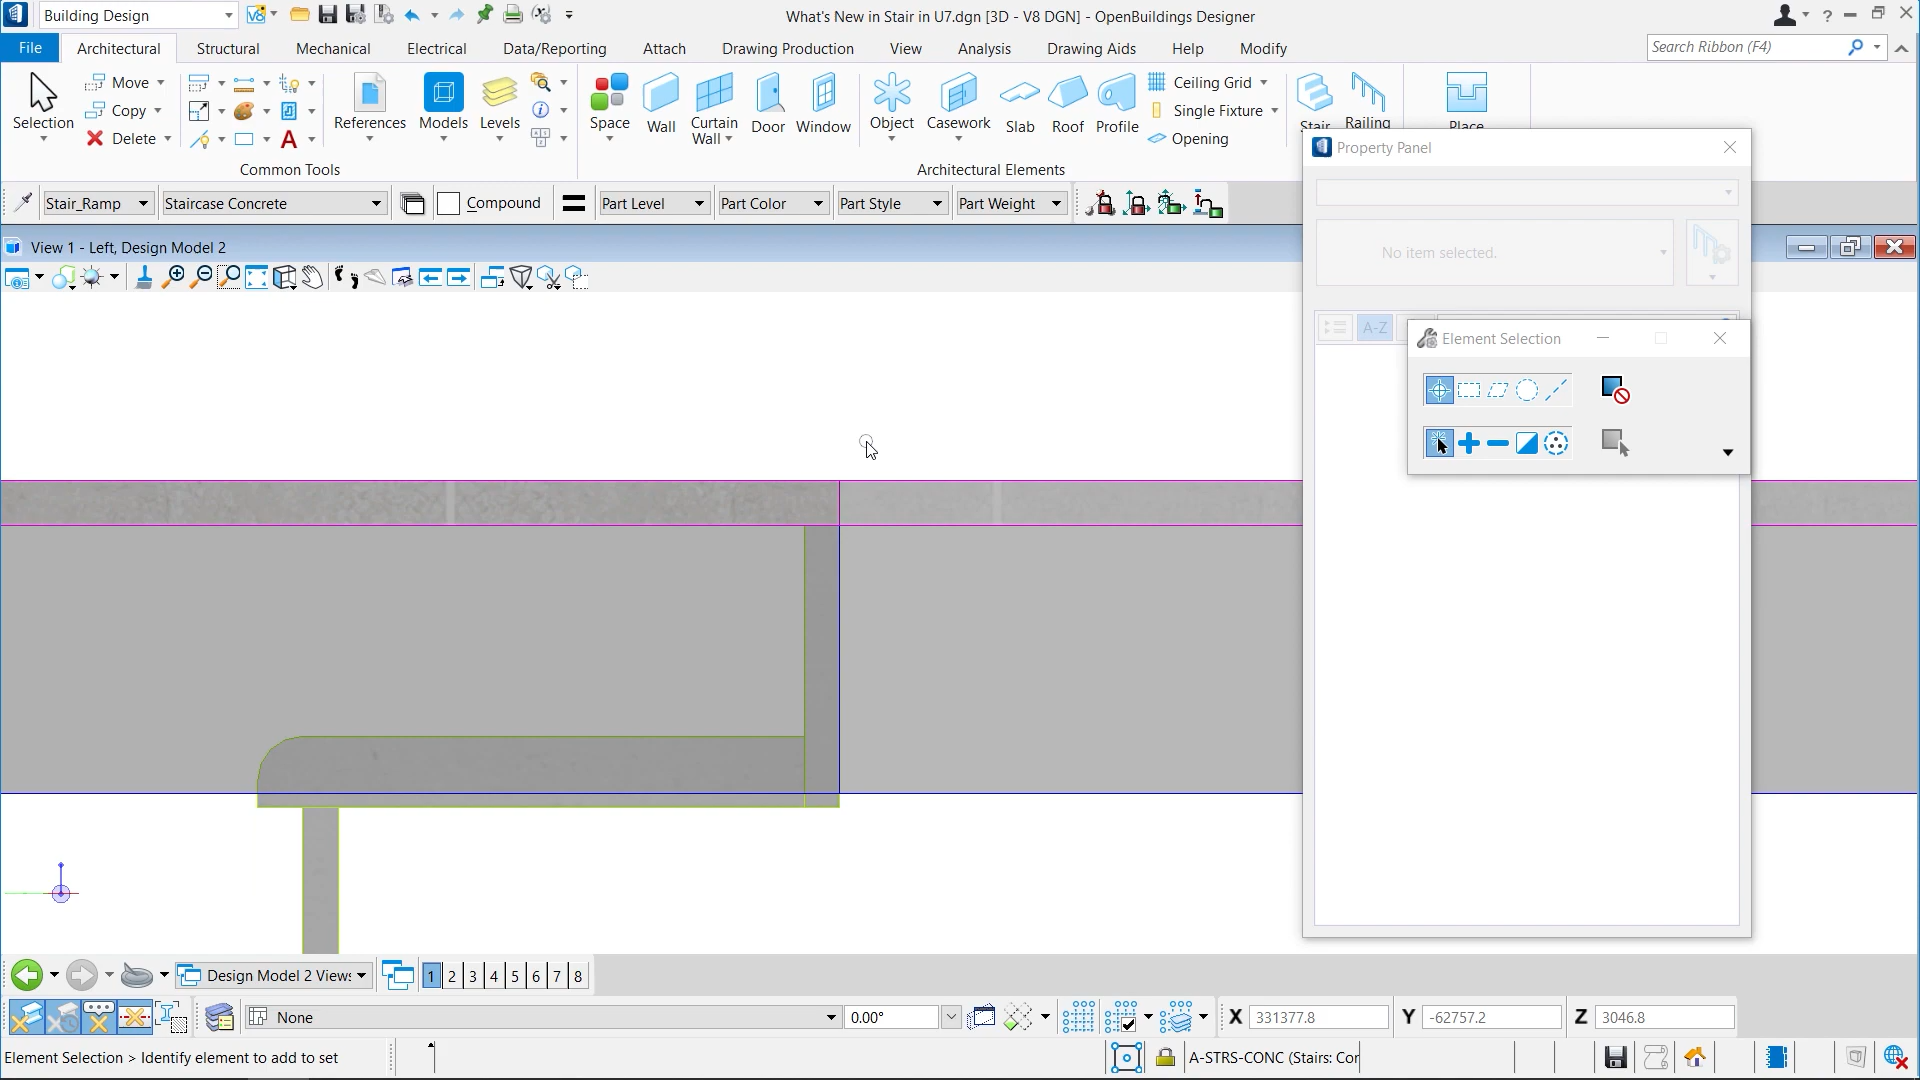 Building Design
What's New in Stair in U7.dgn [3D - V8 DGN] - OpenBuildings Designer
File
Architectural
Structural
Mechanical
Electrical
Data/Reporting
Attach
Drawing Production
View
Analysis
Drawing Aids
Help
Modify
Search Ribbon (F4)
Selection
Move
Copy
Delete
References
Models
Levels
Common Tools
Space
Wall
Curtain
Wall
Door
Window
Object
Casework
Slab
Roof
Profile
Ceiling Grid
Single Fixture
Opening
Architectural Elements
Stair
Railing
Place
Stair_Ramp
Staircase Concrete
Compound
Part Level
Part Color
Part Style
Part Weight
Property Panel
No item selected.
A-Z
Element Selection
View 1 - Left, Design Model 2
Design Model 2 Views
1 2 3 4 5 6 7 8
None
0.00°
X 331377.8
Y -62757.2
Z 3046.8
Element Selection > Identify element to add to set
A-STRS-CONC (Stairs: Cor